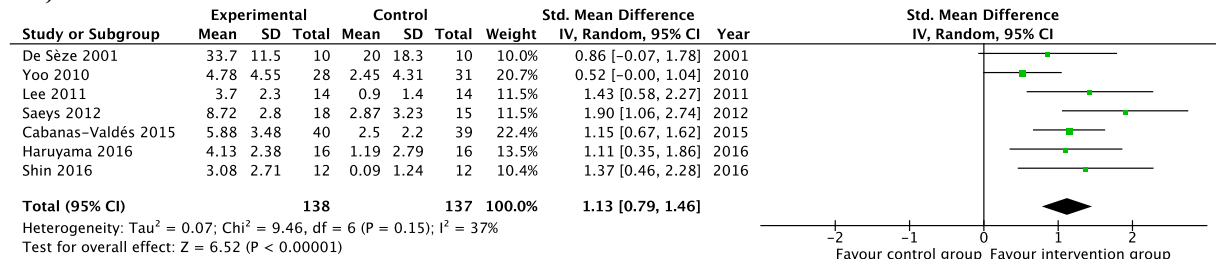 Experimental Control Std. Mean Difference Std. Mean Difference
Study or Subgroup Mean SD Total Mean SD Total Weight IV, Random, 95% CI Year IV, Random, 95% CI
De Sèze 2001 33.7 11.5 10 20 18.3 10 10.0% 0.86 [-0.07, 1.78] 2001
Yoo 2010 4.78 4.55 28 2.45 4.31 31 20.7% 0.52 [-0.00, 1.04] 2010
Lee 2011 3.7 2.3 14 0.9 1.4 14 11.5% 1.43 [0.58, 2.27] 2011
Saeys 2012 8.72 2.8 18 2.87 3.23 15 11.5% 1.90 [1.06, 2.74] 2012
Cabanas-Valdés 2015 5.88 3.48 40 2.5 2.2 39 22.4% 1.15 [0.67, 1.62] 2015
Haruyama 2016 4.13 2.38 16 1.19 2.79 16 13.5% 1.11 [0.35, 1.86] 2016
Shin 2016 3.08 2.71 12 0.09 1.24 12 10.4% 1.37 [0.46, 2.28] 2016
Total (95% CI) 138 137 100.0% 1.13 [0.79, 1.46]
Heterogeneity: Tau² = 0.07; Chi² = 9.46, df = 6 (P = 0.15); I² = 37%
Test for overall effect: Z = 6.52 (P < 0.00001)
-2 -1 0 1 2
Favour control group Favour intervention group